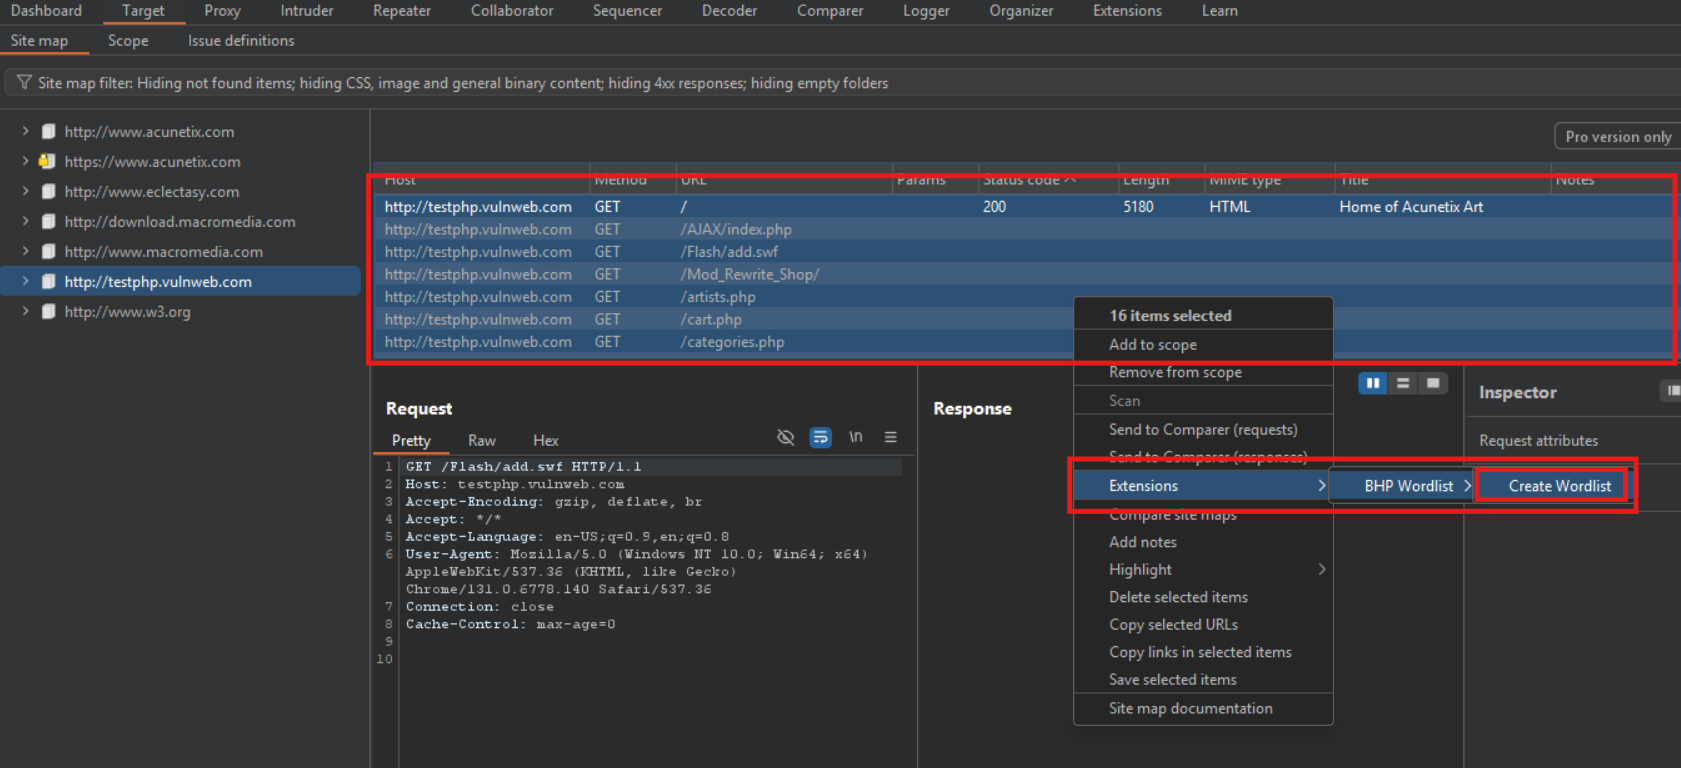 Dashboard Target Proxy Intruder Repeater Collaborator Sequencer Decoder Comparer Logger Organizer Extensions Learn
Site map Scope Issue definitions
Site map filter: Hiding not found items; hiding CSS, image and general binary content; hiding 4xx responses; hiding empty folders
http://www.acunetix.com
https://www.acunetix.com
http://www.eclectasy.com
http://download.macromedia.com
http://www.macromedia.com
http://testphp.vulnweb.com
http://www.w3.org
Pro version only
Host Method URL Params Status code Length MIME type Title Notes
http://testphp.vulnweb.com GET / 200 5180 HTML Home of Acunetix Art
http://testphp.vulnweb.com GET /AJAX/index.php
http://testphp.vulnweb.com GET /Flash/add.swf
http://testphp.vulnweb.com GET /Mod_Rewrite_Shop/
http://testphp.vulnweb.com GET /artists.php
http://testphp.vulnweb.com GET /cart.php
http://testphp.vulnweb.com GET /categories.php
16 items selected
Add to scope
Remove from scope
Scan
Send to Comparer (requests)
Send to Comparer (responses)
Extensions BHP Wordlist Create Wordlist
Compare site maps
Add notes
Highlight
Delete selected items
Copy selected URLs
Copy links in selected items
Save selected items
Site map documentation
Request
Pretty Raw Hex \n
1 GET /Flash/add.swf HTTP/1.1
2 Host: testphp.vulnweb.com
3 Accept-Encoding: gzip, deflate, br
4 Accept: */*
5 Accept-Language: en-US;q=0.9,en;q=0.8
6 User-Agent: Mozilla/5.0 (Windows NT 10.0; Win64; x64)
AppleWebKit/537.36 (KHTML, like Gecko)
Chrome/131.0.6778.140 Safari/537.36
7 Connection: close
8 Cache-Control: max-age=0
9
10
Response
Inspector
Request attributes